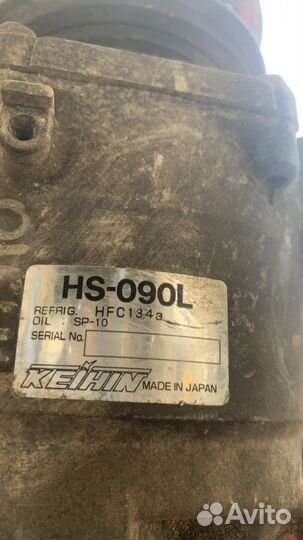 HS-090L
REFRIG. HFC134a
OIL : SP-10
SERIAL No.
KEIHIN MADE IN JAPAN
Avito